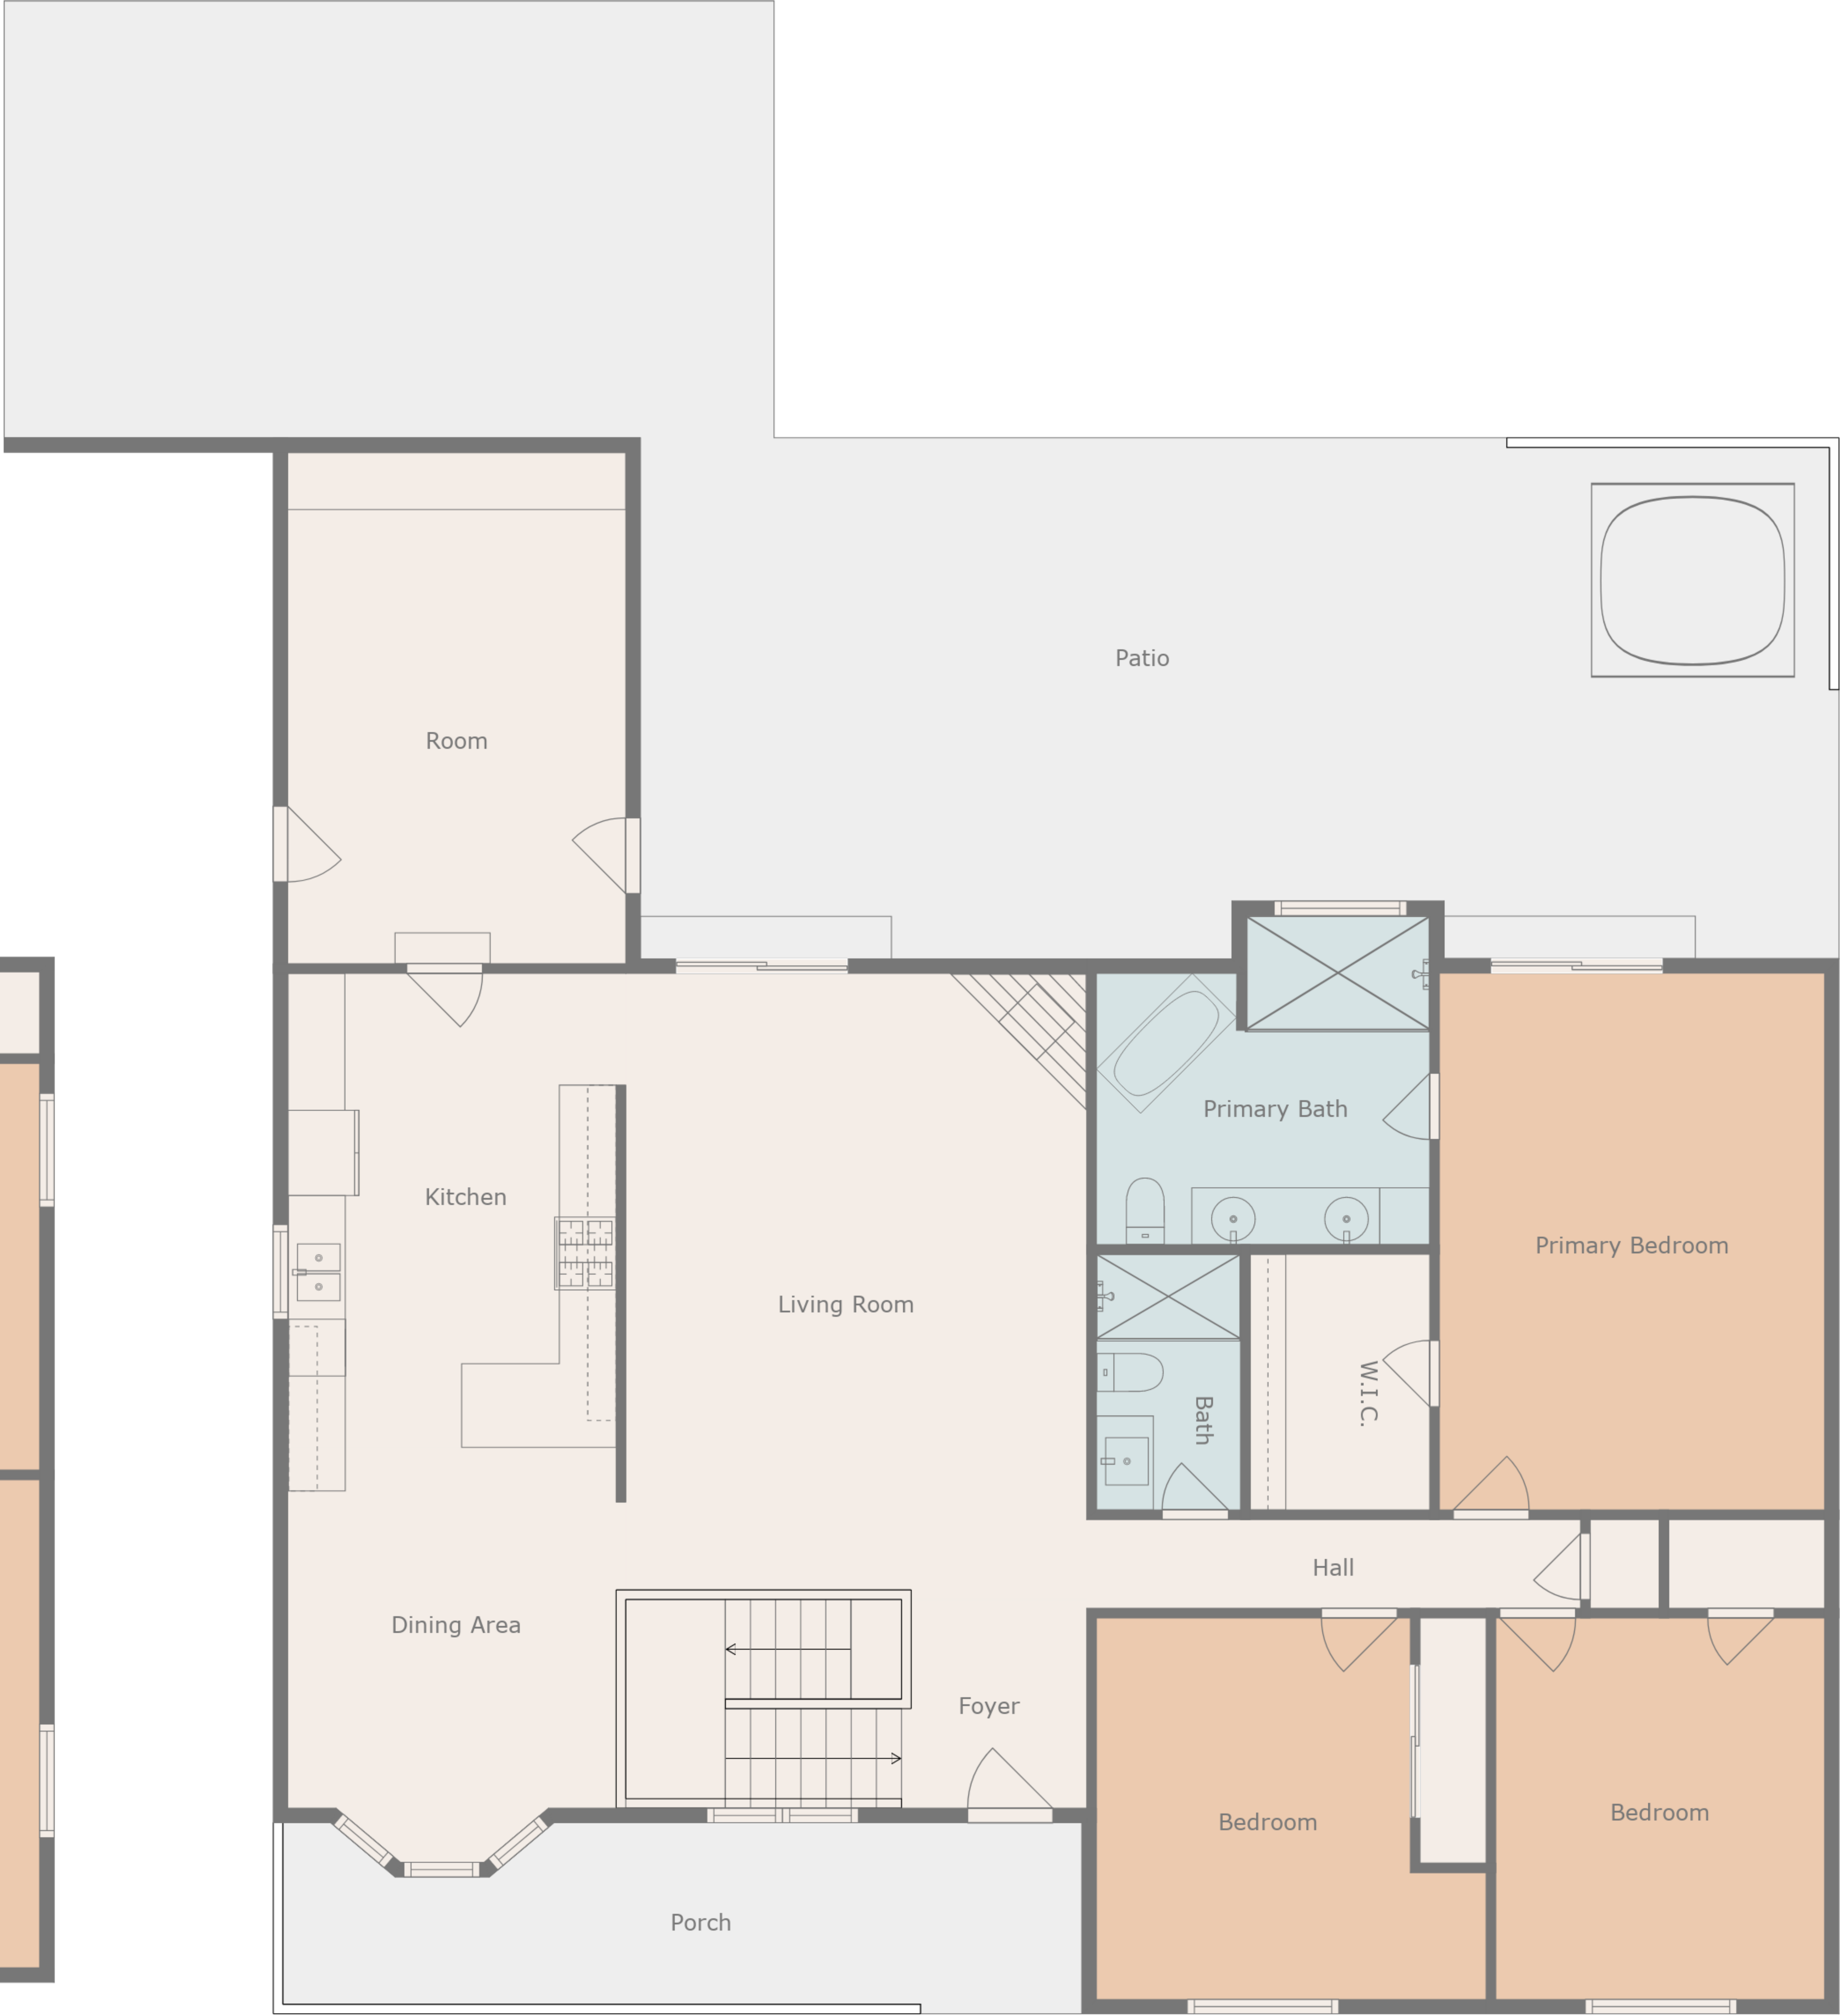 Patio
Room
Primary Bath
Kitchen
Primary Bedroom
Living Room
W.I.C.
Bath
Hall
Dining Area
Foyer
Bedroom
Bedroom
Porch